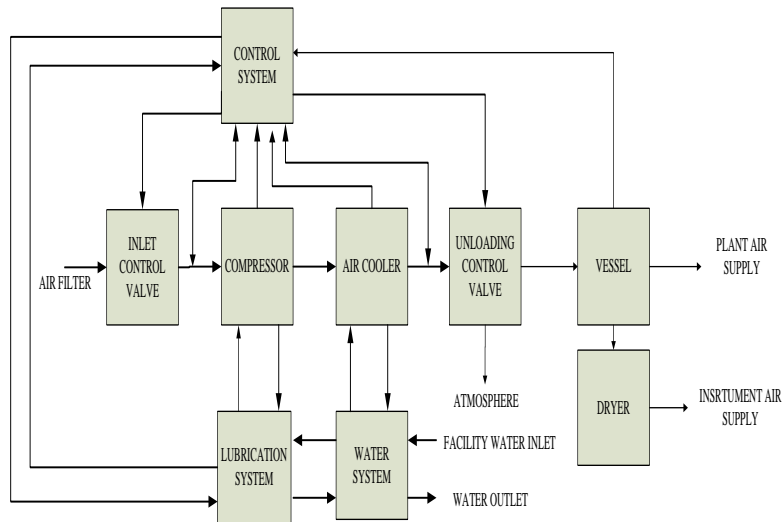 CONTROL
SYSTEM
INLET
CONTROL
VALVE
AIR FILTER
COMPRESSOR
AIR COOLER
UNLOADING
CONTROL
VALVE
VESSEL
PLANT AIR
SUPPLY
DRYER
INSRTUMENT AIR
SUPPLY
ATMOSPHERE
LUBRICATION
SYSTEM
WATER
SYSTEM
FACILITY WATER INLET
WATER OUTLET